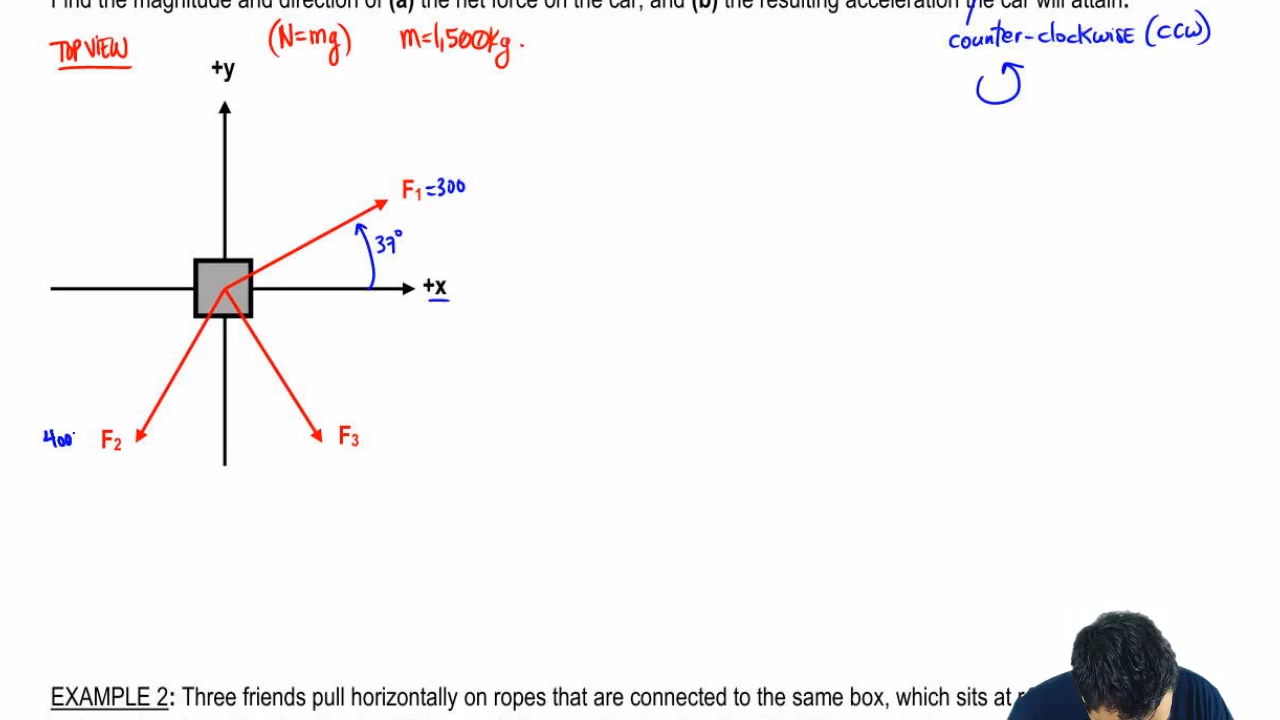 Find the magnitude and direction of (a) the net force on the car, and (b) the resulting acceleration the car will attain.
TOP VIEW (N=mg) m=1,500kg.
counter-clockwise (ccw)
+y
F1=300
37°
+x
400 F2
F3
EXAMPLE 2: Three friends pull horizontally on ropes that are connected to the same box, which sits at